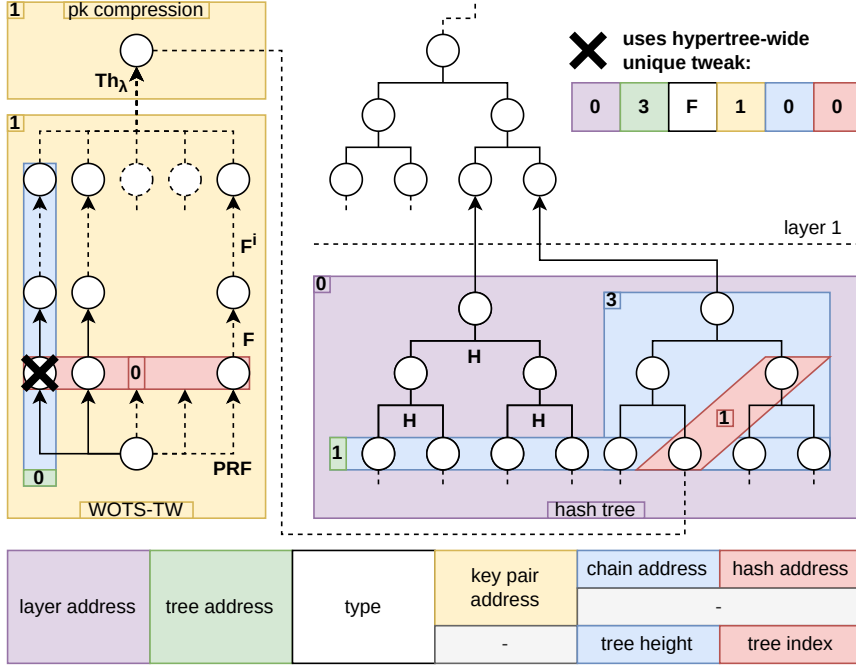 1
pk compression
Th_λ
uses hypertree-wide
unique tweak:
0 3 F 1 0 0
1
F^i
F
0
PRF
0
WOTS-TW
layer 1
0
3
H
H H
1
1
hash tree
layer address
tree address
type
key pair
address
-
chain address
hash address
-
tree height
tree index